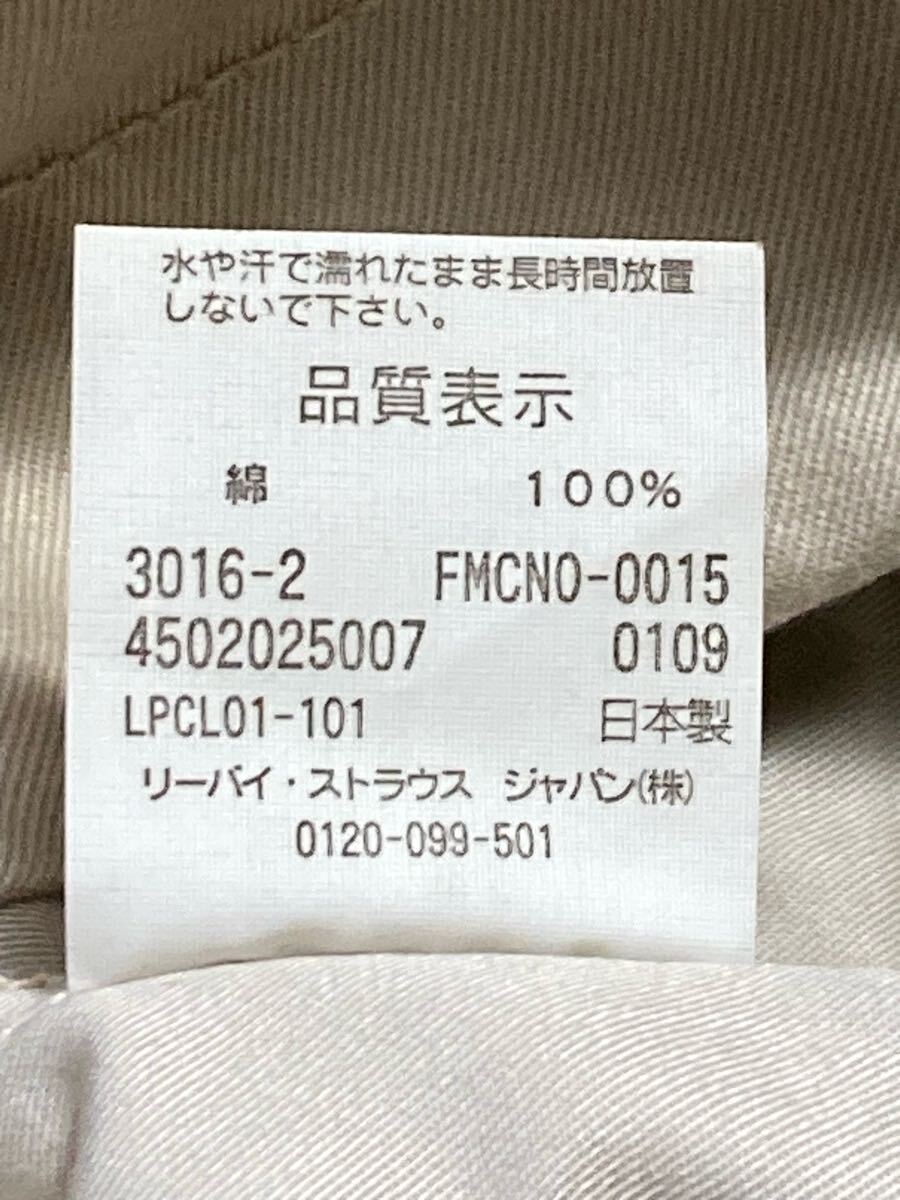 水や汗で濡れたまま長時間放置
しないで下さい。
品質表示
綿 100%
3016-2 FMCNO-0015
4502025007 0109
LPCL01-101 日本製
リーバイ・ストラウス ジャパン(株)
0120-099-501